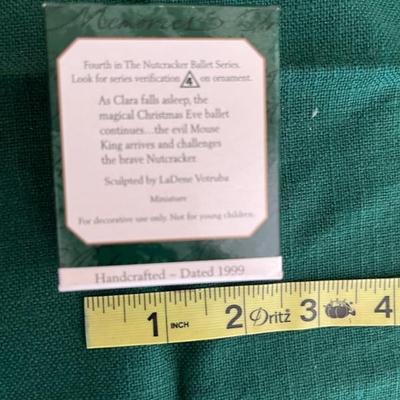 Memories
Fourth in The Nutcracker Ballet Series.
Look for series verification 4 on ornament.
As Clara falls asleep, the
magical Christmas Eve ballet
continues...the evil Mouse
King arrives and challenges
the brave Nutcracker.
Sculpted by LaDene Votruba
Miniature
For decorative use only. Not for young children.
Handcrafted – Dated 1999
1 INCH 2 Dritz® 3 4